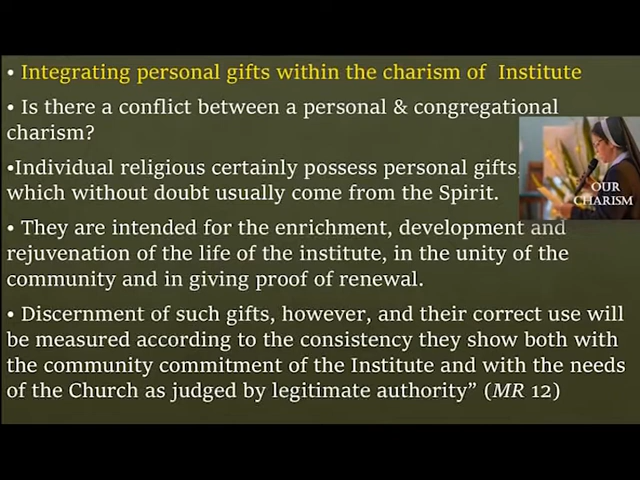 • Integrating personal gifts within the charism of Institute
• Is there a conflict between a personal & congregational
charism?
•Individual religious certainly possess personal gifts,
which without doubt usually come from the Spirit.
• They are intended for the enrichment, development and
rejuvenation of the life of the institute, in the unity of the
community and in giving proof of renewal.
• Discernment of such gifts, however, and their correct use will
be measured according to the consistency they show both with
the community commitment of the Institute and with the needs
of the Church as judged by legitimate authority” (MR 12)
OUR
CHARISM